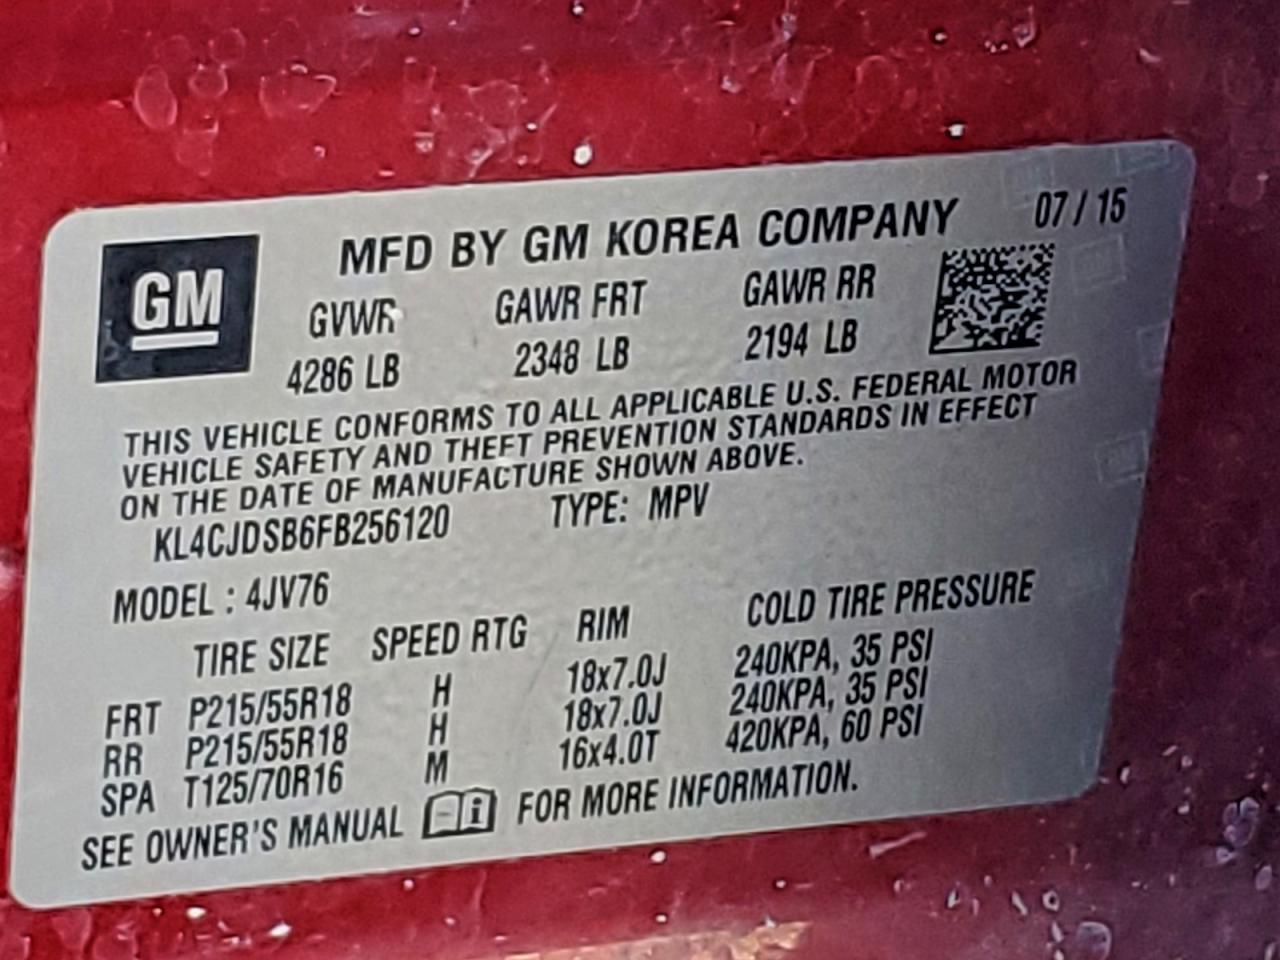 GM
MFD BY GM KOREA COMPANY 07 / 15
GVWR GAWR FRT GAWR RR
4286 LB 2348 LB 2194 LB
THIS VEHICLE CONFORMS TO ALL APPLICABLE U.S. FEDERAL MOTOR
VEHICLE SAFETY AND THEFT PREVENTION STANDARDS IN EFFECT
ON THE DATE OF MANUFACTURE SHOWN ABOVE.
KL4CJDSB6FB256120 TYPE: MPV
MODEL : 4JV76
TIRE SIZE SPEED RTG RIM COLD TIRE PRESSURE
FRT P215/55R18 H 18x7.0J 240KPA, 35 PSI
RR P215/55R18 H 18x7.0J 240KPA, 35 PSI
SPA T125/70R16 M 16x4.0T 420KPA, 60 PSI
SEE OWNER'S MANUAL i FOR MORE INFORMATION.